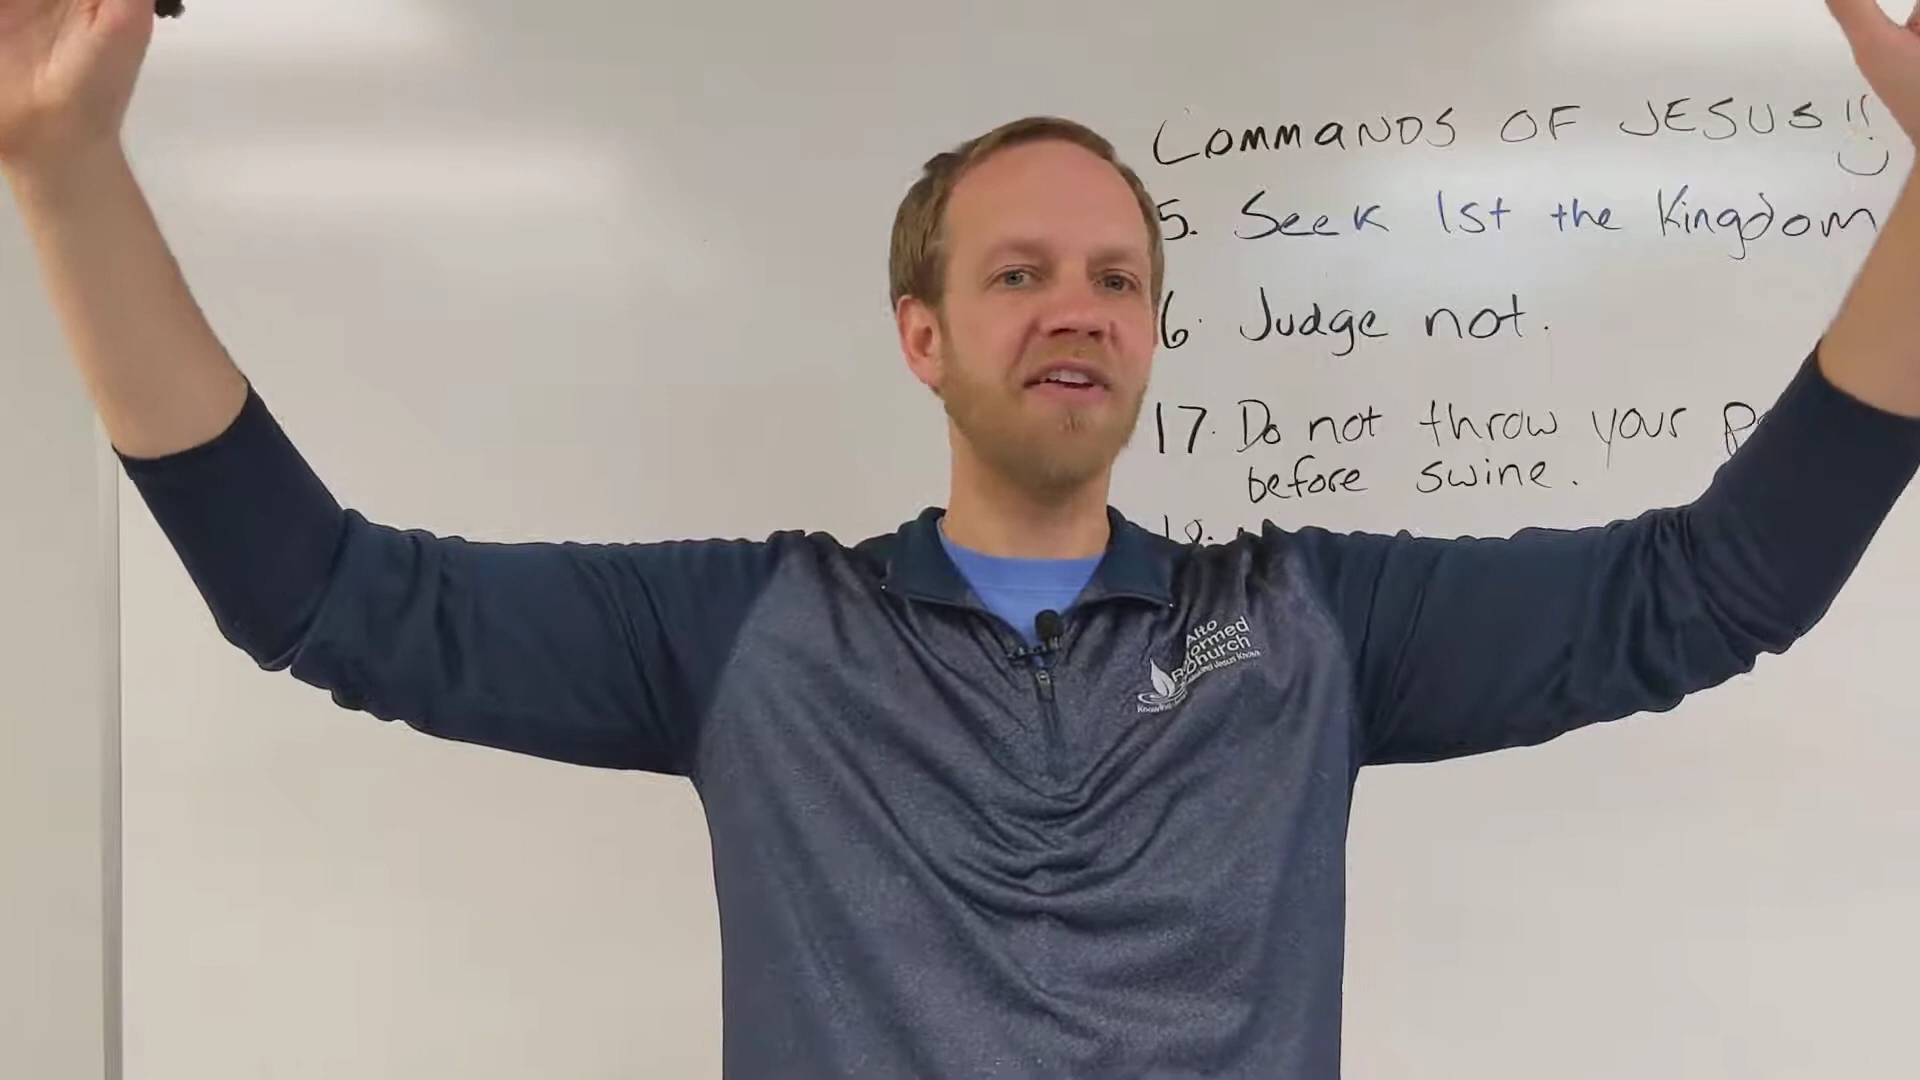 COMMANDS OF JESUS!!
5. Seek 1st the Kingdom
6. Judge not.
17. Do not throw your
before swine.
18.
Alto
Reformed
Church